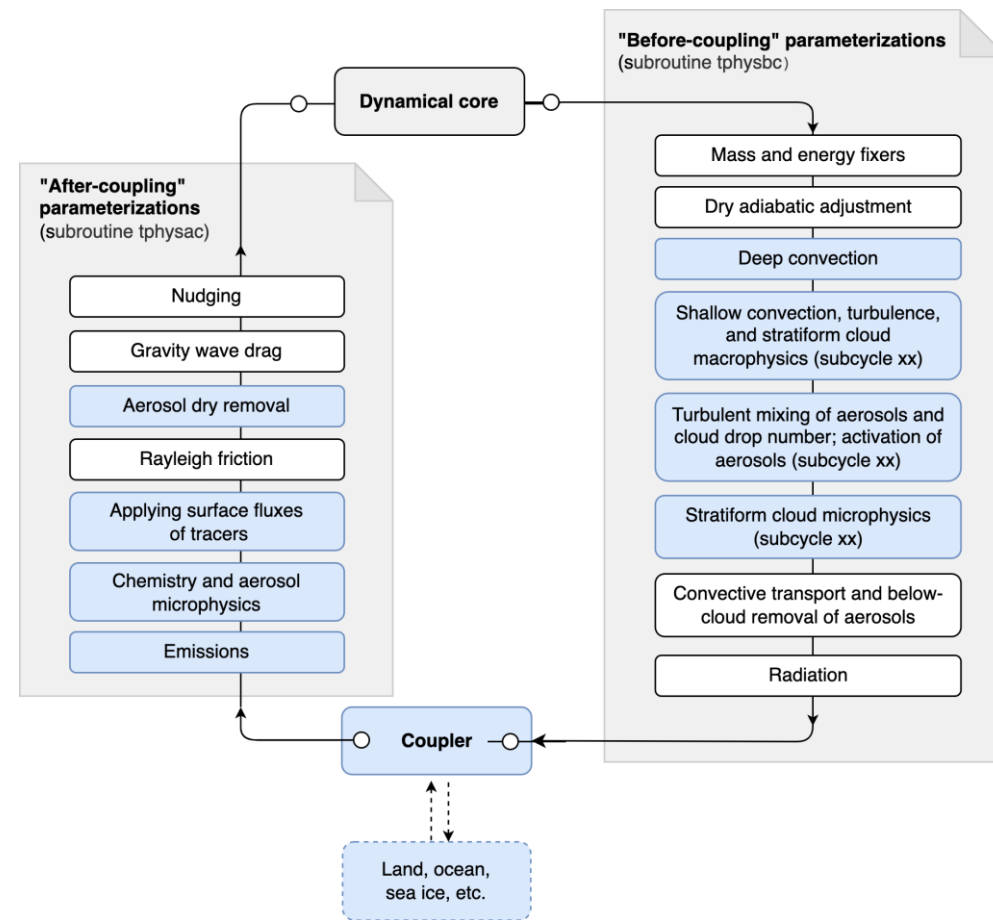 "Before-coupling" parameterizations
(subroutine tphysbc)
Dynamical core
Mass and energy fixers
Dry adiabatic adjustment
Deep convection
Shallow convection, turbulence,
and stratiform cloud
macrophysics (subcycle xx)
Turbulent mixing of aerosols and
cloud drop number; activation of
aerosols (subcycle xx)
Stratiform cloud microphysics
(subcycle xx)
Convective transport and below-
cloud removal of aerosols
Radiation
"After-coupling"
parameterizations
(subroutine tphysac)
Nudging
Gravity wave drag
Aerosol dry removal
Rayleigh friction
Applying surface fluxes
of tracers
Chemistry and aerosol
microphysics
Emissions
Coupler
Land, ocean,
sea ice, etc.